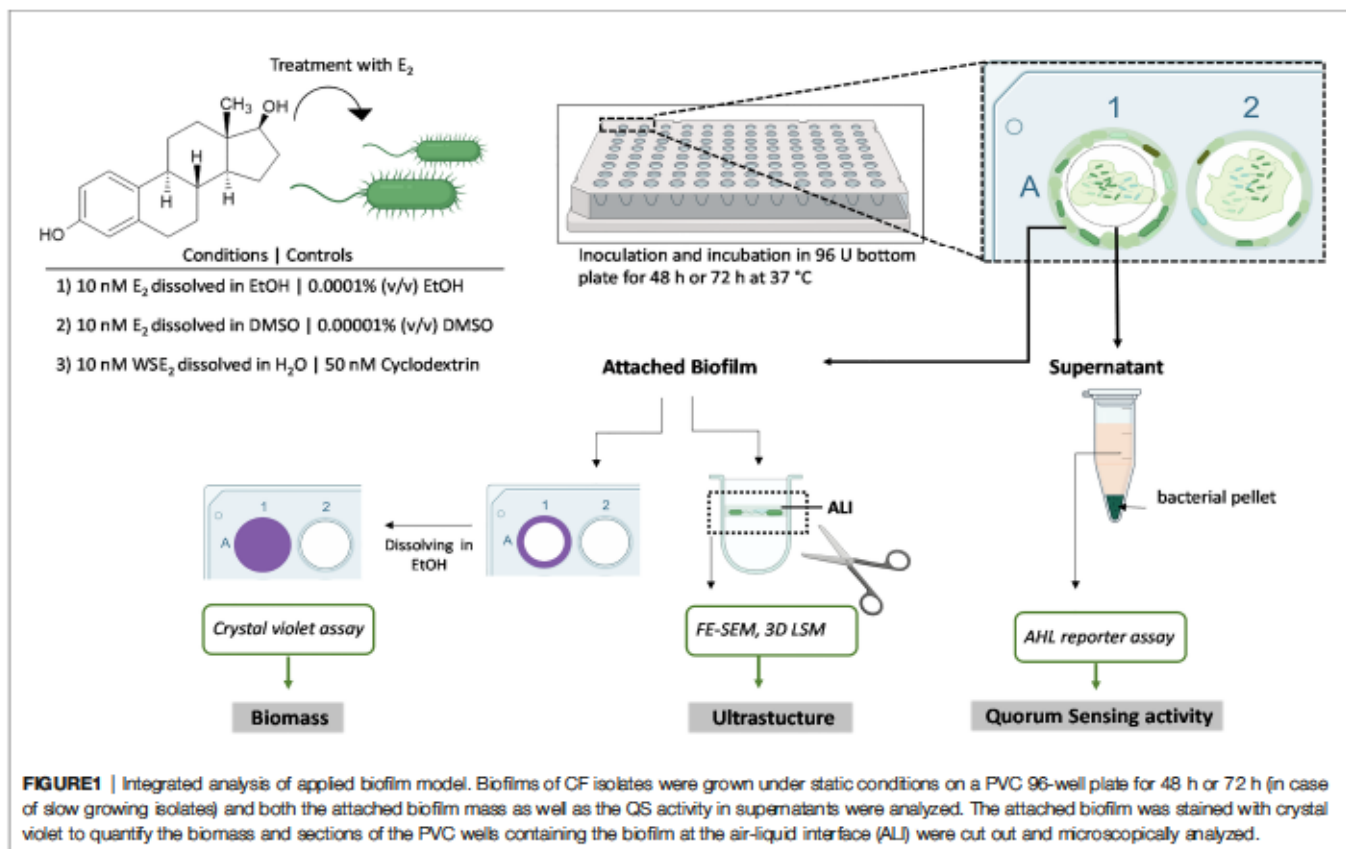 Treatment with E2
CH3 OH
H
H H
H
HO
Conditions | Controls
1) 10 nM E2 dissolved in EtOH | 0.0001% (v/v) EtOH
2) 10 nM E2 dissolved in DMSO | 0.00001% (v/v) DMSO
3) 10 nM WSE2 dissolved in H2O | 50 nM Cyclodextrin
Inoculation and incubation in 96 U bottom
plate for 48 h or 72 h at 37 °C
1 2
A
Attached Biofilm
Supernatant
1 2
A
Dissolving in
EtOH
1 2
A
ALI
bacterial pellet
Crystal violet assay
FE-SEM, 3D LSM
AHL reporter assay
Biomass
Ultrastucture
Quorum Sensing activity
FIGURE1 | Integrated analysis of applied biofilm model. Biofilms of CF isolates were grown under static conditions on a PVC 96-well plate for 48 h or 72 h (in case
of slow growing isolates) and both the attached biofilm mass as well as the QS activity in supernatants were analyzed. The attached biofilm was stained with crystal
violet to quantify the biomass and sections of the PVC wells containing the biofilm at the air-liquid interface (ALI) were cut out and microscopically analyzed.